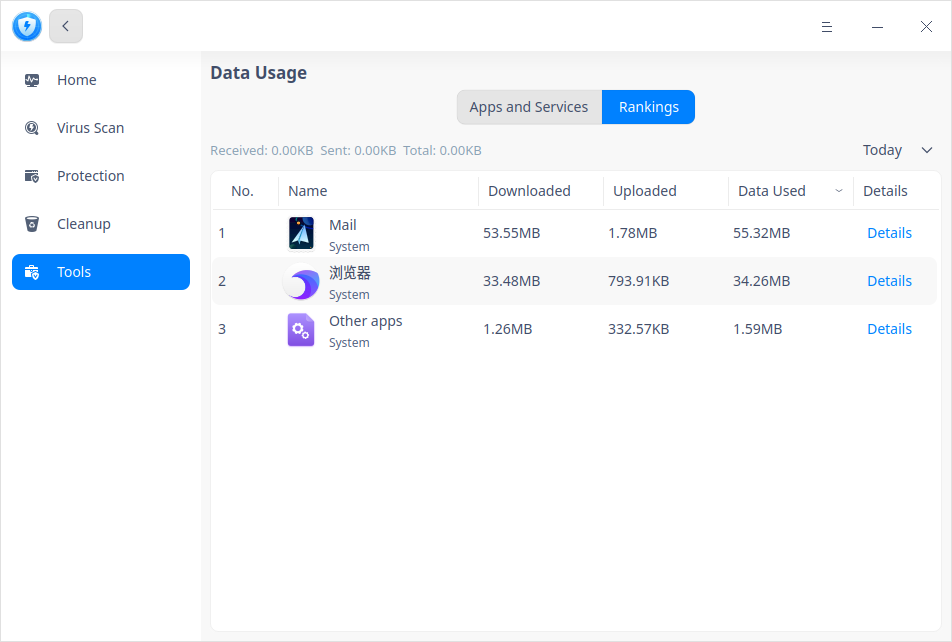 Home
Virus Scan
Protection
Cleanup
Tools
Data Usage
Apps and Services Rankings
Received: 0.00KB Sent: 0.00KB Total: 0.00KB Today
No. Name Downloaded Uploaded Data Used Details
1 Mail System 53.55MB 1.78MB 55.32MB Details
2 浏览器 System 33.48MB 793.91KB 34.26MB Details
3 Other apps System 1.26MB 332.57KB 1.59MB Details